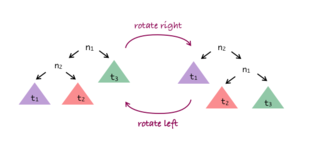 rotate right
n₁
n₂
t₃
t₁
t₂
n₂
t₁
n₁
t₂
t₃
rotate left